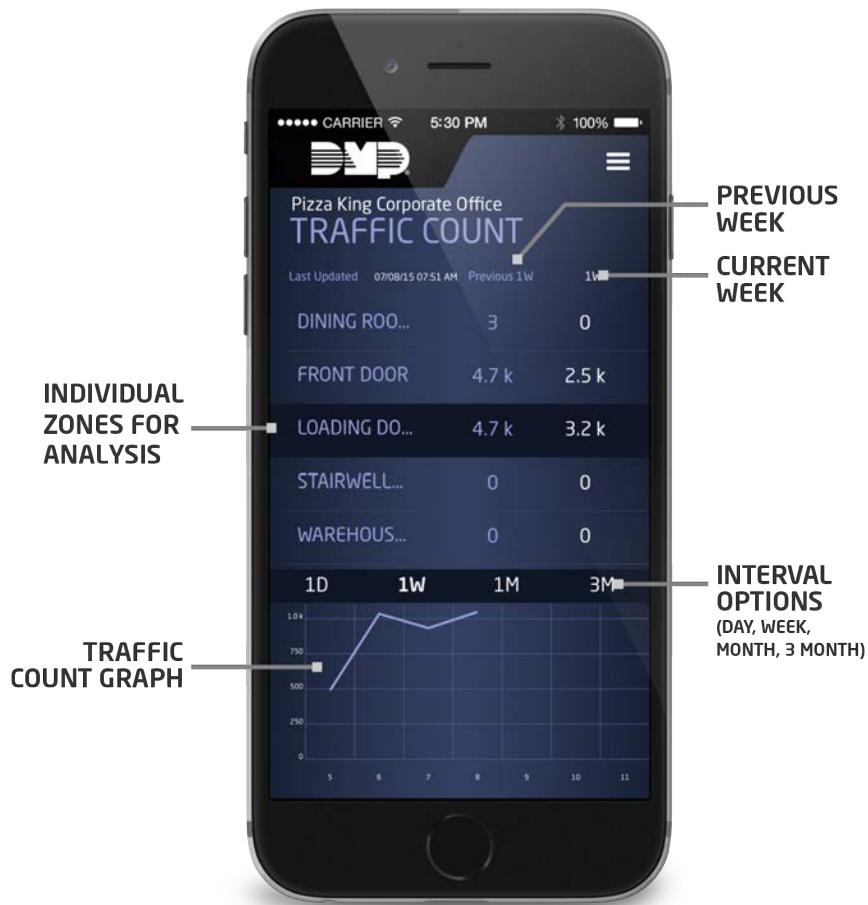 CARRIER 5:30 PM 100%
DMP
Pizza King Corporate Office
TRAFFIC COUNT
Last Updated 07/08/15 07:51 AM Previous 1W 1W
DINING ROO... 3 0
FRONT DOOR 4.7 k 2.5 k
LOADING DO... 4.7 k 3.2 k
STAIRWELL... 0 0
WAREHOUS... 0 0
1D 1W 1M 3M
1.0 k
750
500
250
0
5 6 7 8 9 10 11
PREVIOUS
WEEK
CURRENT
WEEK
INDIVIDUAL
ZONES FOR
ANALYSIS
INTERVAL
OPTIONS
(DAY, WEEK,
MONTH, 3 MONTH)
TRAFFIC
COUNT GRAPH